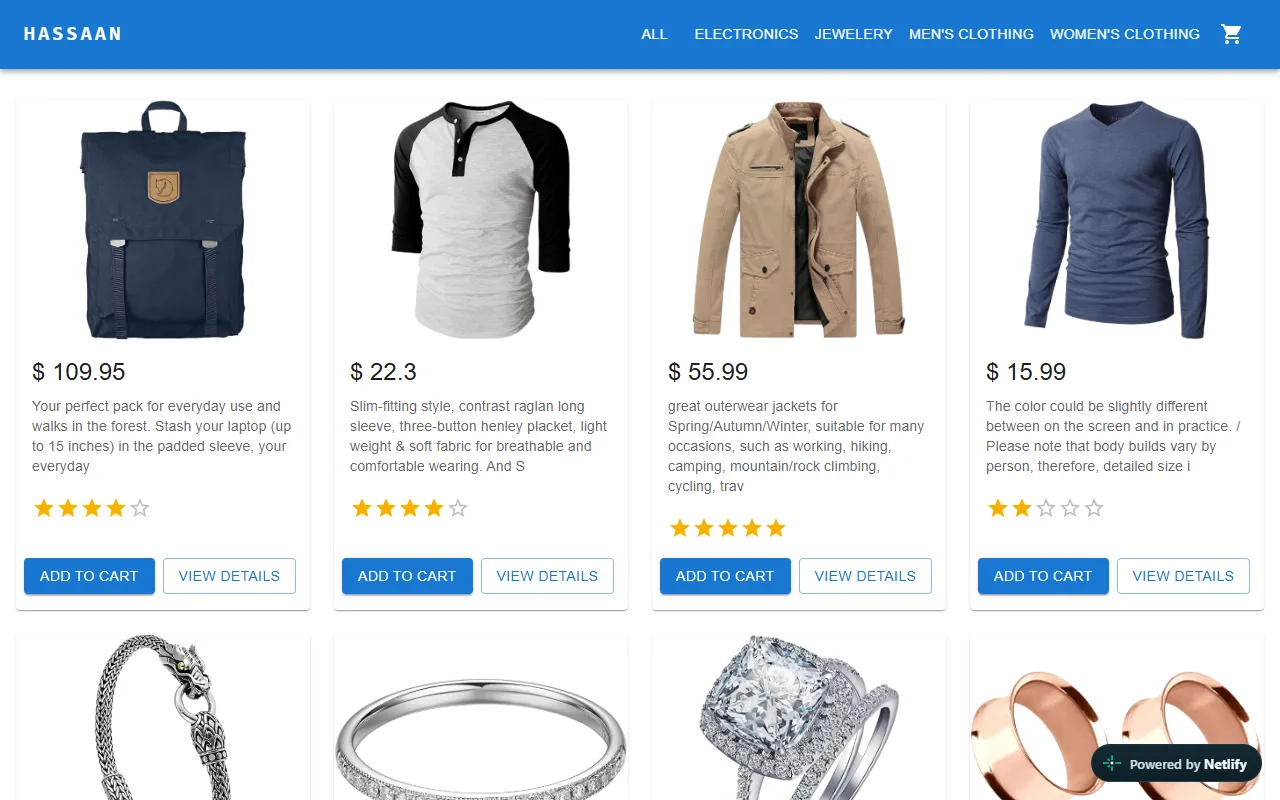 HASSAAN
ALL ELECTRONICS JEWELERY MEN'S CLOTHING WOMEN'S CLOTHING
$ 109.95
Your perfect pack for everyday use and
walks in the forest. Stash your laptop (up
to 15 inches) in the padded sleeve, your
everyday
ADD TO CART VIEW DETAILS
$ 22.3
Slim-fitting style, contrast raglan long
sleeve, three-button henley placket, light
weight & soft fabric for breathable and
comfortable wearing. And S
ADD TO CART VIEW DETAILS
$ 55.99
great outerwear jackets for
Spring/Autumn/Winter, suitable for many
occasions, such as working, hiking,
camping, mountain/rock climbing,
cycling, trav
ADD TO CART VIEW DETAILS
$ 15.99
The color could be slightly different
between on the screen and in practice. /
Please note that body builds vary by
person, therefore, detailed size i
ADD TO CART VIEW DETAILS
Powered by Netlify